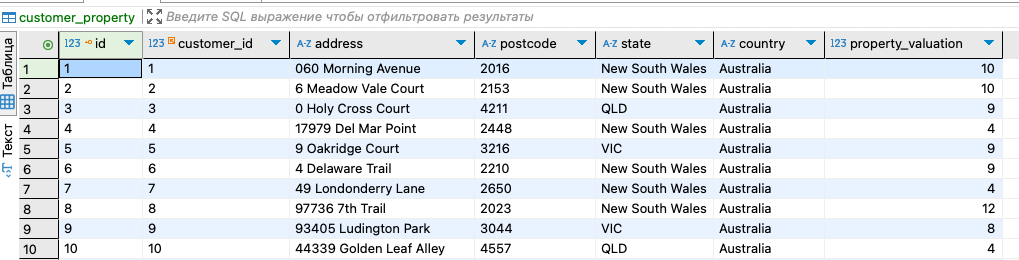 customer_property Введите SQL выражение чтобы отфильтровать результаты
Таблица
Текст
123 id 123 customer_id A-Z address A-Z postcode A-Z state A-Z country 123 property_valuation
1 1 1 060 Morning Avenue 2016 New South Wales Australia 10
2 2 2 6 Meadow Vale Court 2153 New South Wales Australia 10
3 3 3 0 Holy Cross Court 4211 QLD Australia 9
4 4 4 17979 Del Mar Point 2448 New South Wales Australia 4
5 5 5 9 Oakridge Court 3216 VIC Australia 9
6 6 6 4 Delaware Trail 2210 New South Wales Australia 9
7 7 7 49 Londonderry Lane 2650 New South Wales Australia 4
8 8 8 97736 7th Trail 2023 New South Wales Australia 12
9 9 9 93405 Ludington Park 3044 VIC Australia 8
10 10 10 44339 Golden Leaf Alley 4557 QLD Australia 4